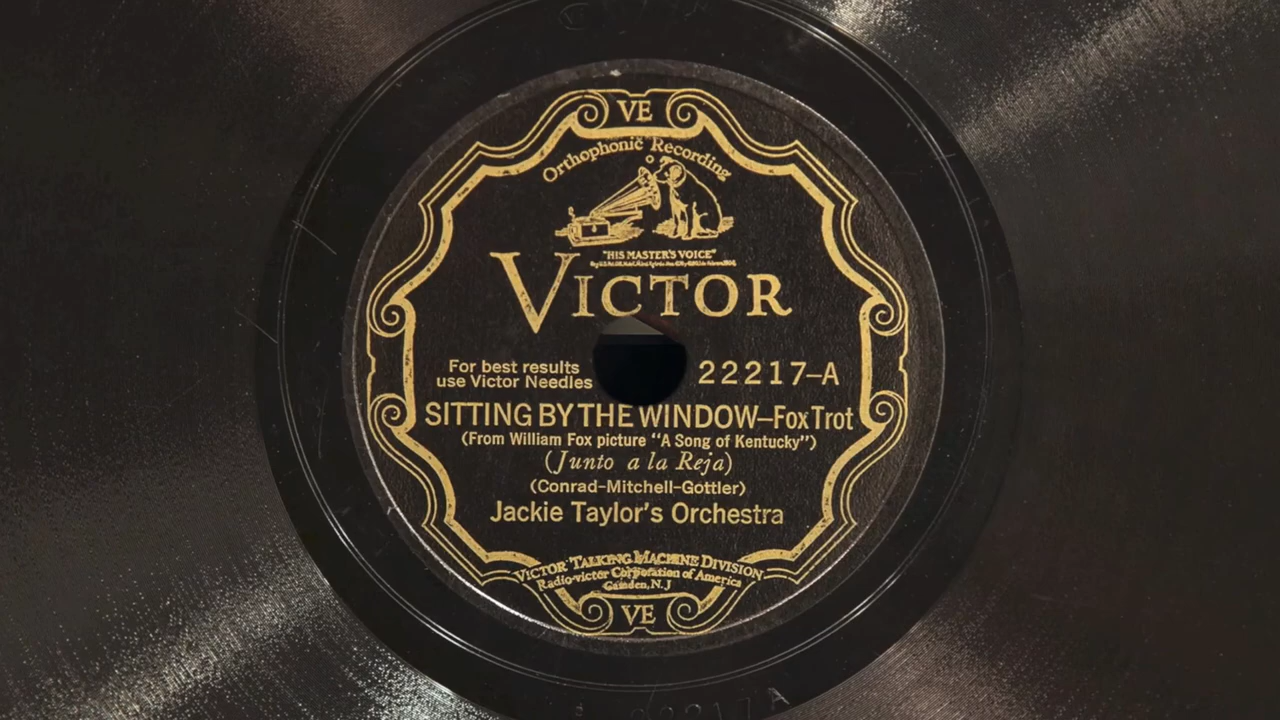 VE
Orthophonic Recording
"HIS MASTER'S VOICE"
VICTOR
For best results
use Victor Needles
22217-A
SITTING BY THE WINDOW—Fox Trot
(From William Fox picture "A Song of Kentucky")
(Junto a la Reja)
(Conrad-Mitchell-Gottler)
Jackie Taylor's Orchestra
VICTOR TALKING MACHINE DIVISION
Radio-victor Corporation of America
Camden, N. J
VE
22217 A